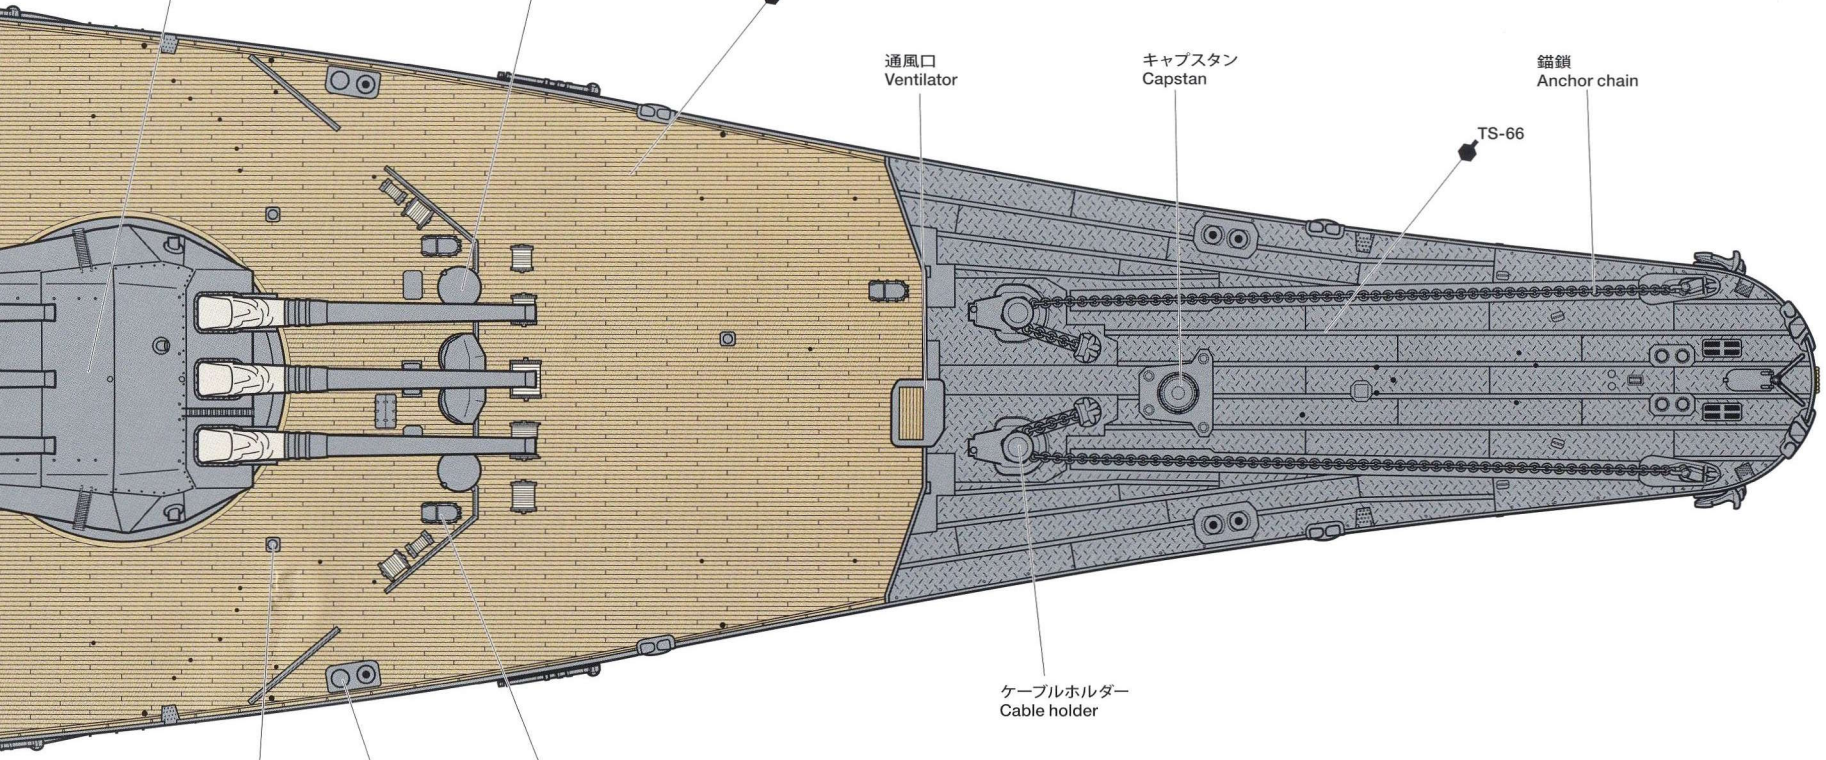 通風口
Ventilator
キャプスタン
Capstan
錨鎖
Anchor chain
TS-66
ケーブルホルダー
Cable holder